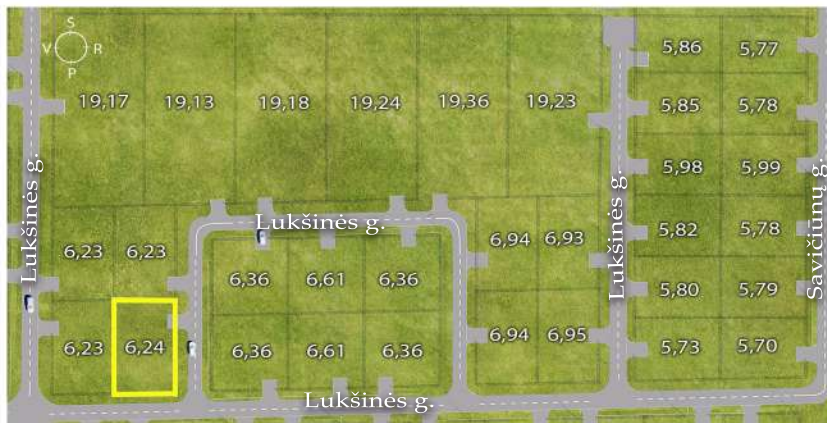 S
V R
P
5,86 5,77
19,17 19,13 19,18 19,24 19,36 19,23
5,85 5,78
5,98 5,99
Lukšinės g.
Lukšinės g.
Lukšinės g.
Savičiūnų g.
Lukšinės g.
5,82 5,78
6,23 6,23
6,94 6,93
6,36 6,61 6,36
5,80 5,79
6,94 6,95
5,73 5,70
6,23 6,24
6,36 6,61 6,36
Lukšinės g.